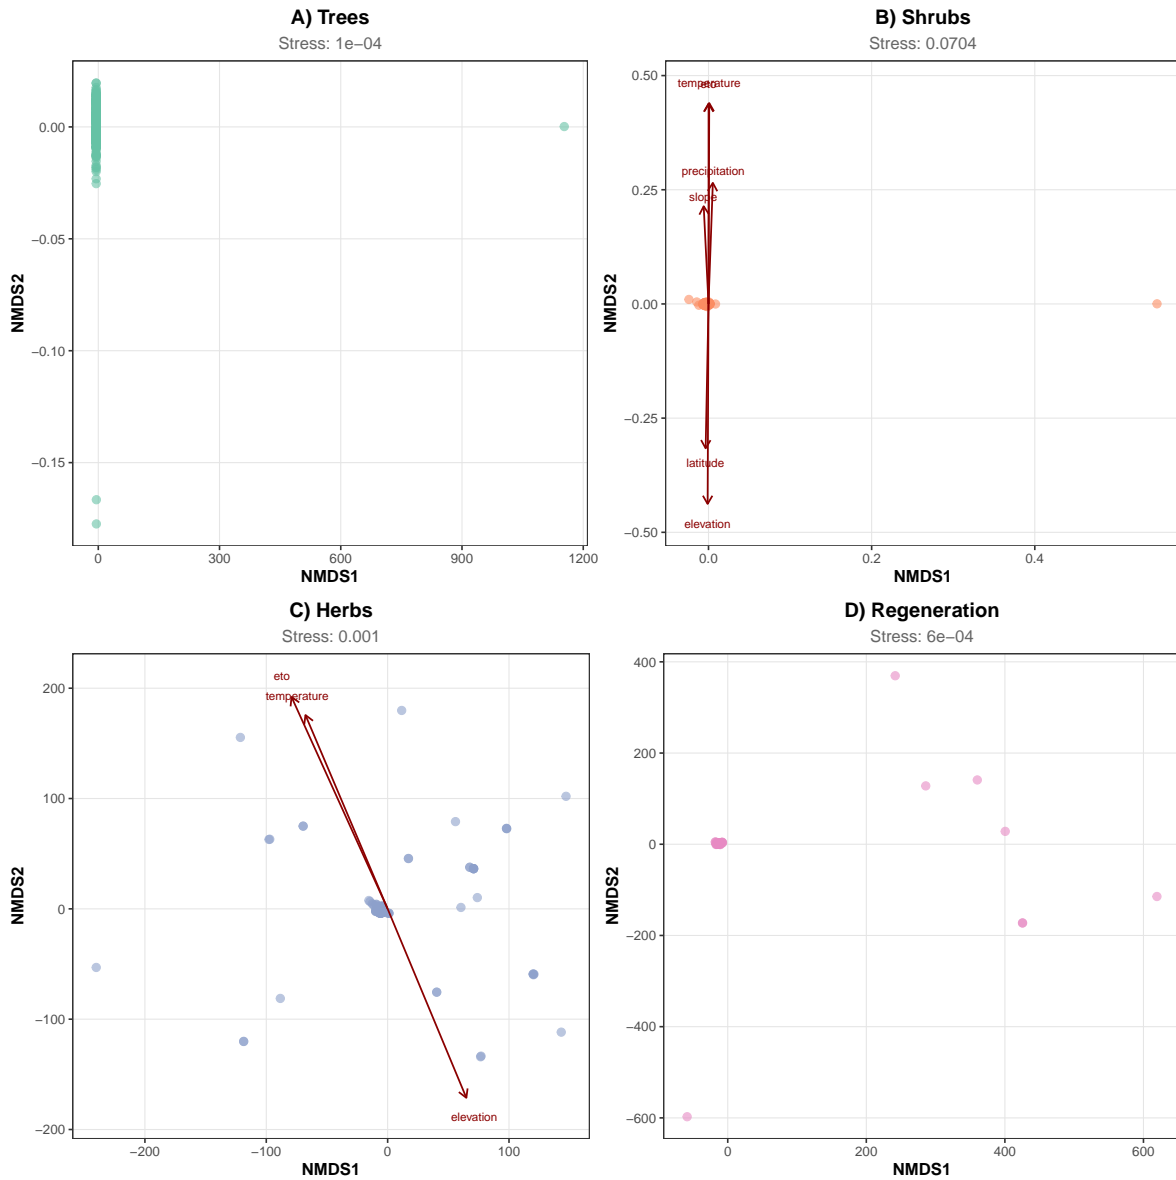 A) Trees
Stress: 1e−04
0.00
−0.05
−0.10
−0.15
NMDS2
0
300
600
900
1200
NMDS1
B) Shrubs
Stress: 0.0704
0.50
0.25
0.00
−0.25
−0.50
NMDS2
temperature
eto
precipitation
slope
latitude
elevation
0.0
0.2
0.4
NMDS1
C) Herbs
Stress: 0.001
200
100
0
−100
−200
NMDS2
eto
temperature
elevation
−200
−100
0
100
NMDS1
D) Regeneration
Stress: 6e−04
400
200
0
−200
−400
−600
NMDS2
0
200
400
600
NMDS1